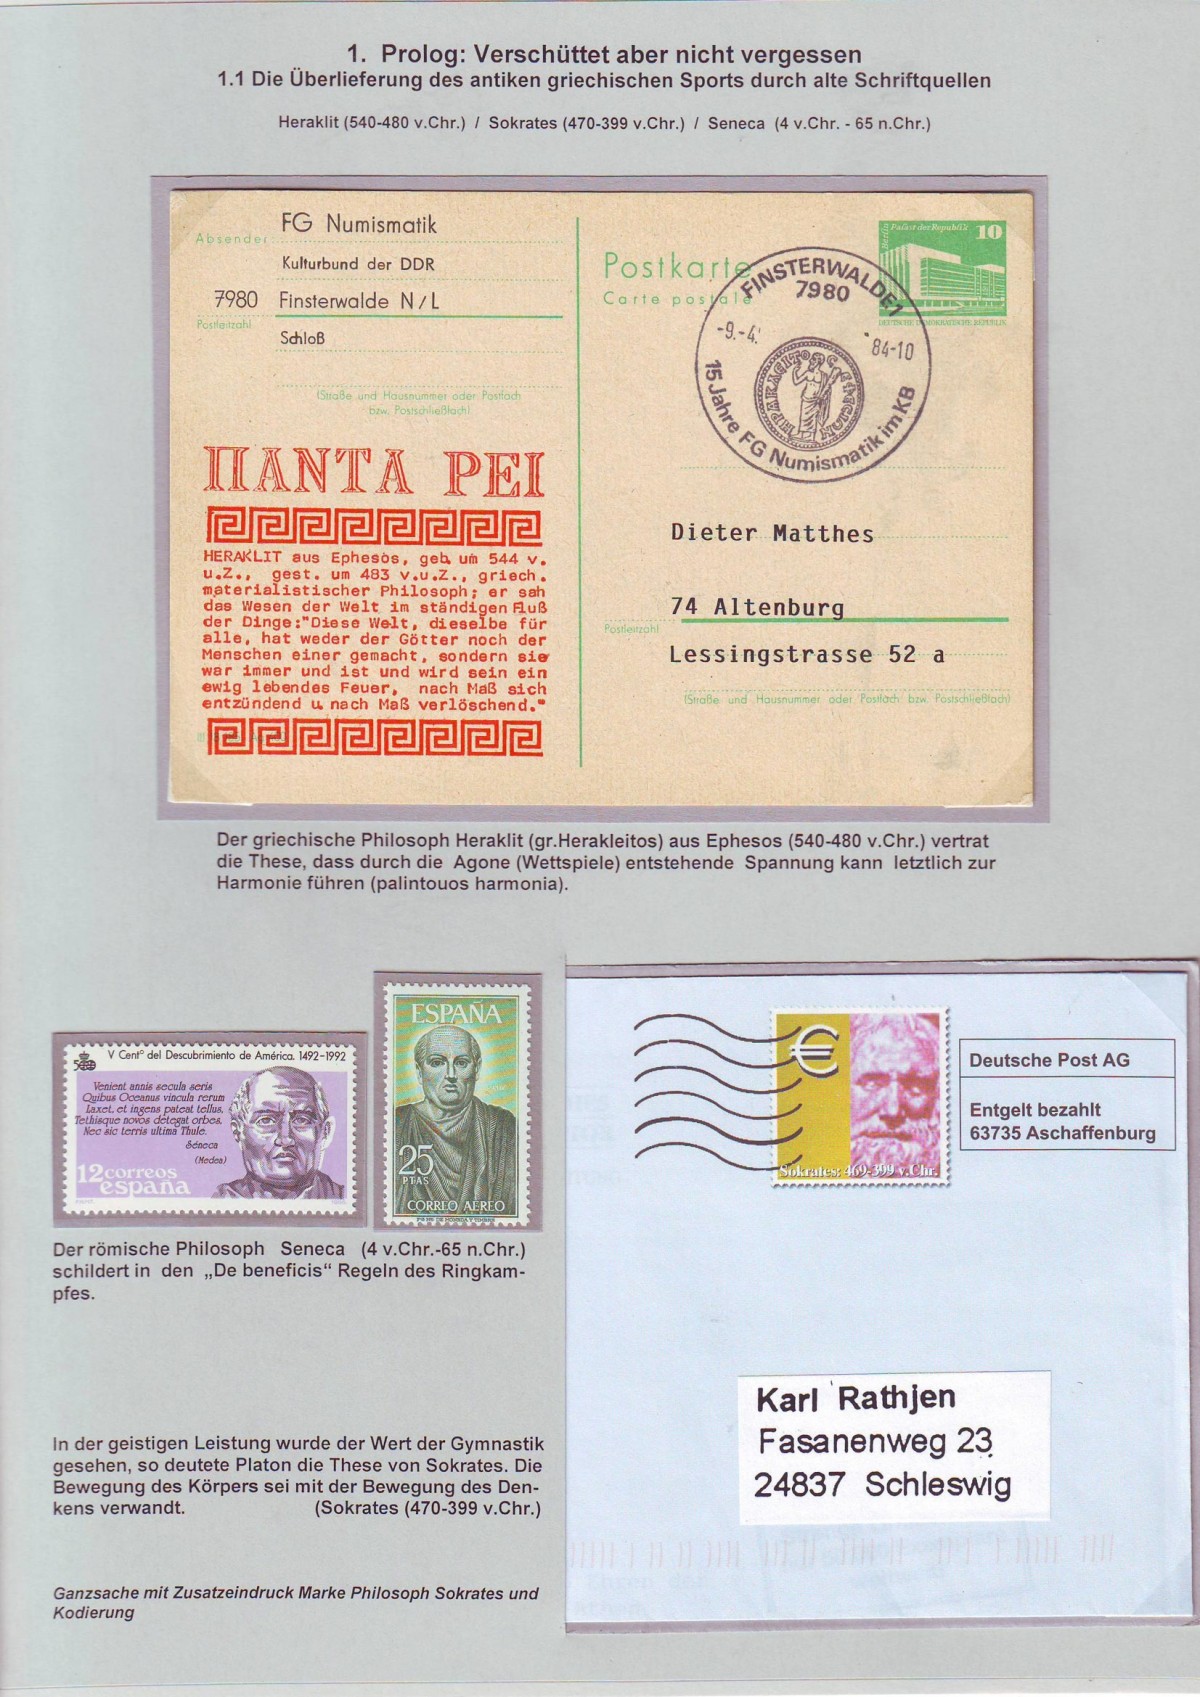 1. Prolog: Verschüttet aber nicht vergessen
1.1 Die Überlieferung des antiken griechischen Sports durch alte Schriftquellen
Heraklit (540-480 v.Chr.) / Sokrates (470-399 v.Chr.) / Seneca (4 v.Chr. - 65 n.Chr.)
Absender:
FG Numismatik
Kulturbund der DDR
7980 Finsterwalde N/L
Postleitzahl
Schloß
(Straße und Hausnummer oder Postfach
bzw. Postschließfach)
ΠΑΝΤΑ ΡΕΙ
HERAKLIT aus Ephesos, geb. um 544 v.
u.Z., gest. um 483 v.u.Z., griech.
materialistischer Philosoph; er sah
das Wesen der Welt im ständigen Fluß
der Dinge:"Diese Welt, dieselbe für
alle, hat weder der Götter noch der
Menschen einer gemacht, sondern sie
war immer und ist und wird sein ein
ewig lebendes Feuer, nach Maß sich
entzündend u. nach Maß verlöschend."
Postkarte
Carte postale
FINSTERWALDE 1
7980
-9.-4.
84-10
ΗΡΑΚΛΕΙΤΟC ΕΦΕCΙΩΝ
15 Jahre FG Numismatik im KB
Berlin
Palast der Republik
10
DEUTSCHE DEMOKRATISCHE REPUBLIK
Dieter Matthes
74 Altenburg
Postleitzahl
Lessingstrasse 52 a
(Straße und Hausnummer oder Postfach bzw. Postschließfach)
Der griechische Philosoph Heraklit (gr.Herakleitos) aus Ephesos (540-480 v.Chr.) vertrat
die These, dass durch die Agone (Wettspiele) entstehende Spannung kann letztlich zur
Harmonie führen (palintouos harmonia).
500
V Centº del Descubrimiento de América. 1492-1992
Venient annis secula seris
Quibus Oceanus vincula rerum
Laxet, et ingens pateat tellus,
Tethisque novos detegat orbes,
Nec sic terris ultima Thule.
Séneca
(Medea)
12 correos
españa
ESPAÑA
25
PTAS
CORREO AEREO
Der römische Philosoph Seneca (4 v.Chr.-65 n.Chr.)
schildert in den „De beneficis“ Regeln des Ringkam-
pfes.
In der geistigen Leistung wurde der Wert der Gymnastik
gesehen, so deutete Platon die These von Sokrates. Die
Bewegung des Körpers sei mit der Bewegung des Den-
kens verwandt. (Sokrates (470-399 v.Chr.)
Ganzsache mit Zusatzeindruck Marke Philosoph Sokrates und
Kodierung
€
Sokrates: 469-399 v.Chr.
Deutsche Post AG
Entgelt bezahlt
63735 Aschaffenburg
Karl Rathjen
Fasanenweg 23
24837 Schleswig